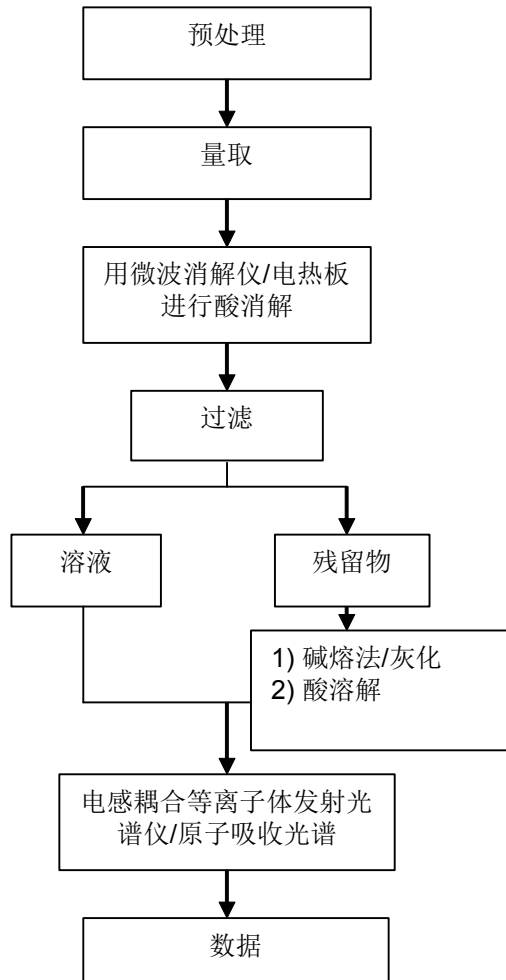 预处理
量取
用微波消解仪/电热板
进行酸消解
过滤
溶液
残留物
1) 碱熔法/灰化
2) 酸溶解
电感耦合等离子体发射光
谱仪/原子吸收光谱
数据